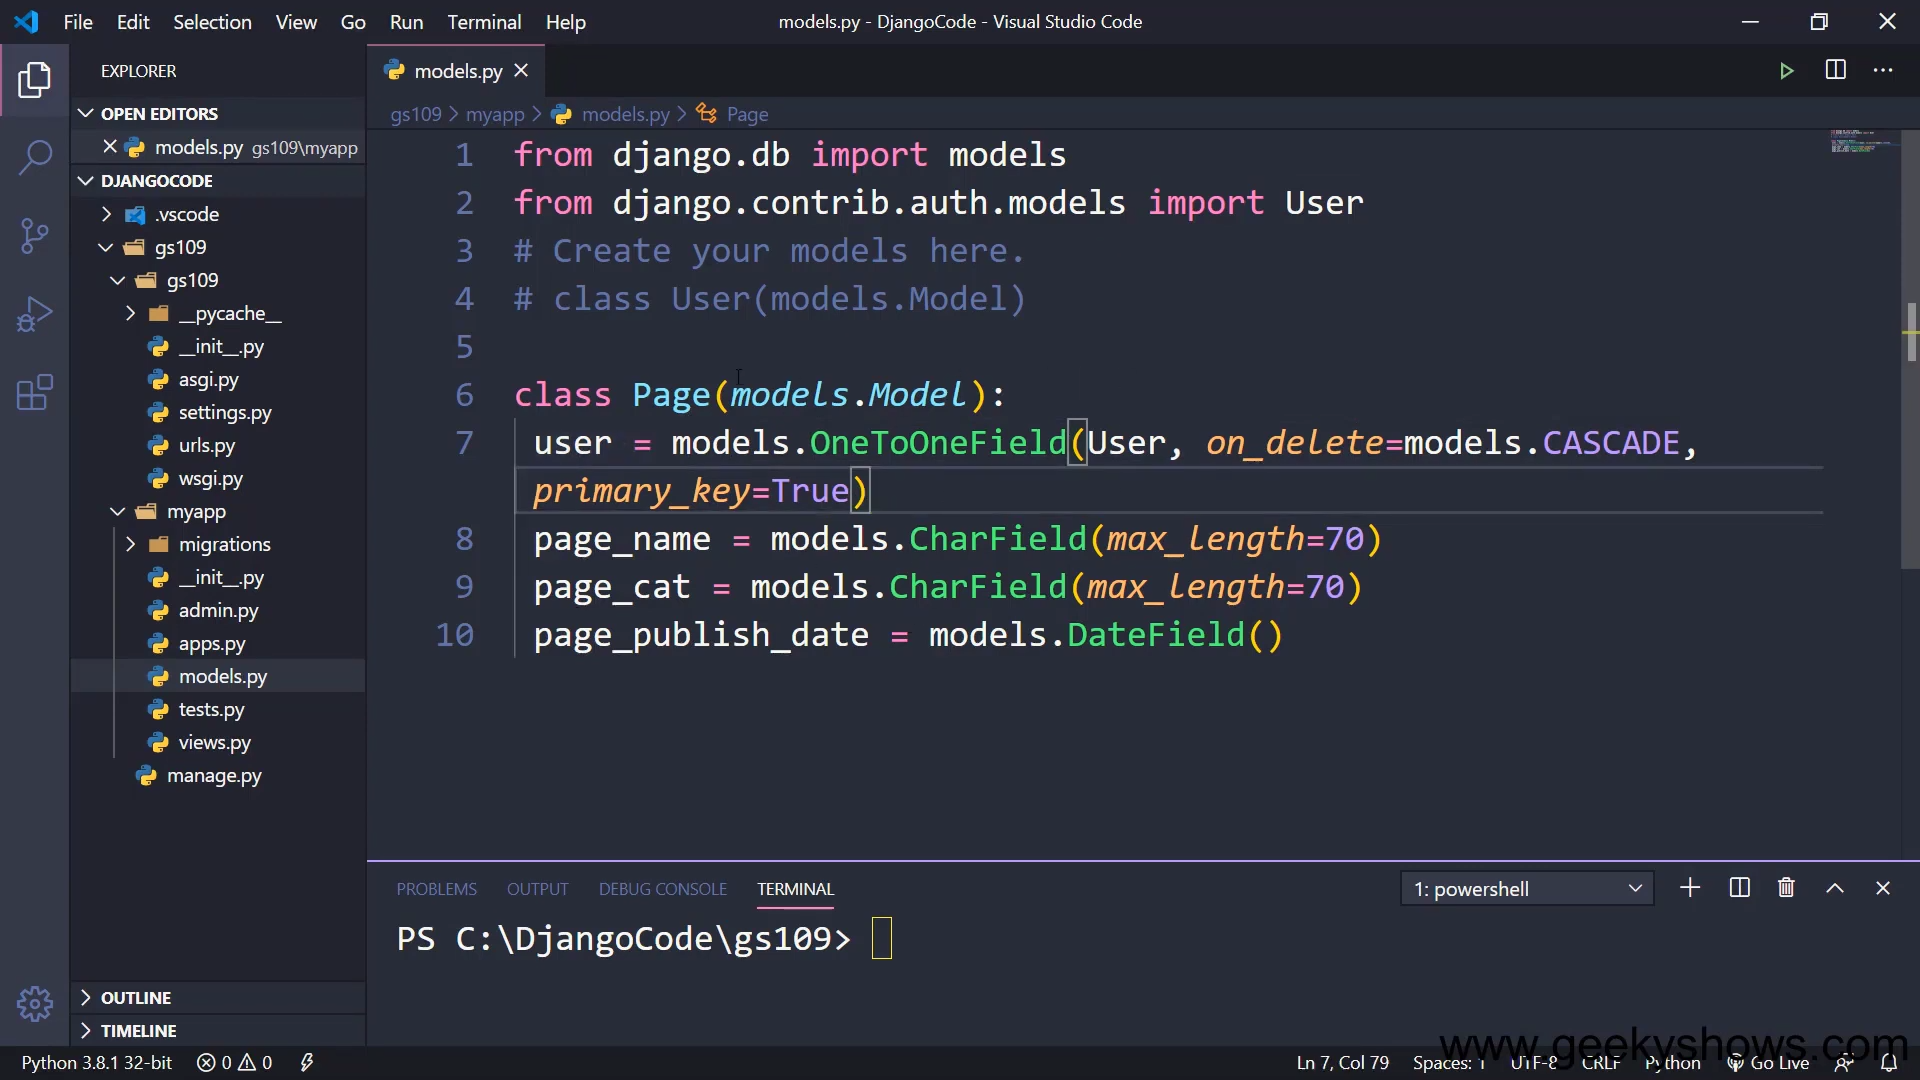 File Edit Selection View Go Run Terminal Help
models.py - DjangoCode - Visual Studio Code
EXPLORER
OPEN EDITORS
models.py gs109\myapp
DJANGOCODE
.vscode
gs109
gs109
__pycache__
__init__.py
asgi.py
settings.py
urls.py
wsgi.py
myapp
migrations
__init__.py
admin.py
apps.py
models.py
tests.py
views.py
manage.py
OUTLINE
TIMELINE
models.py
gs109 > myapp > models.py > Page
1 from django.db import models
2 from django.contrib.auth.models import User
3 # Create your models here.
4 # class User(models.Model)
5
6 class Page(models.Model):
7 user = models.OneToOneField(User, on_delete=models.CASCADE,
primary_key=True)
8 page_name = models.CharField(max_length=70)
9 page_cat = models.CharField(max_length=70)
10 page_publish_date = models.DateField()
PROBLEMS OUTPUT DEBUG CONSOLE TERMINAL 1: powershell
PS C:\DjangoCode\gs109>
www.geekyshows.com
Python 3.8.1 32-bit 0 0 Ln 7, Col 79 Spaces: 1 UTF-8 CRLF Python Go Live